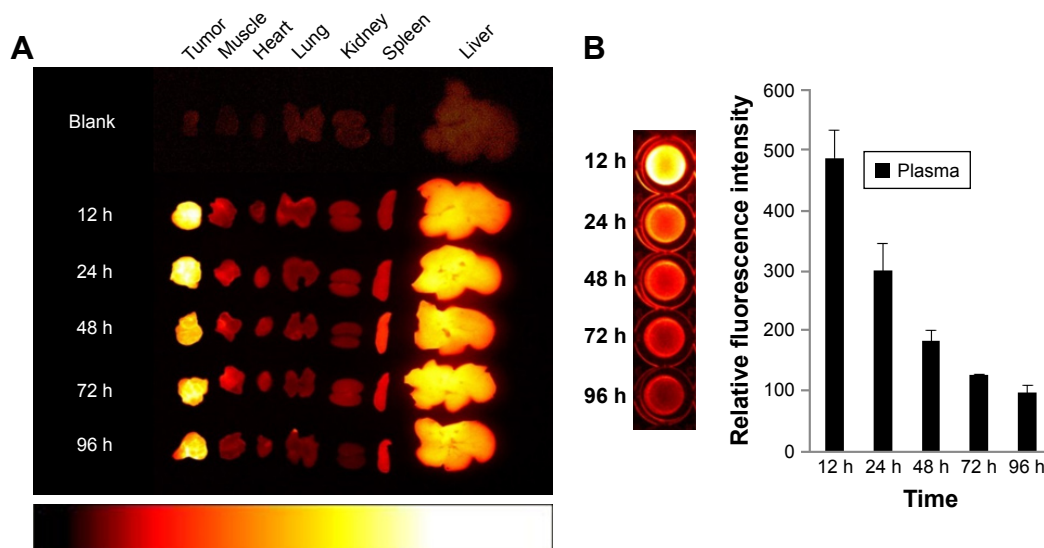 A
Tumor
Muscle
Heart
Lung
Kidney
Spleen
Liver
Blank
12 h
24 h
48 h
72 h
96 h
B
12 h
24 h
48 h
72 h
96 h
Relative fluorescence intensity
600
500
400
300
200
100
0
Plasma
12 h 24 h 48 h 72 h 96 h
Time